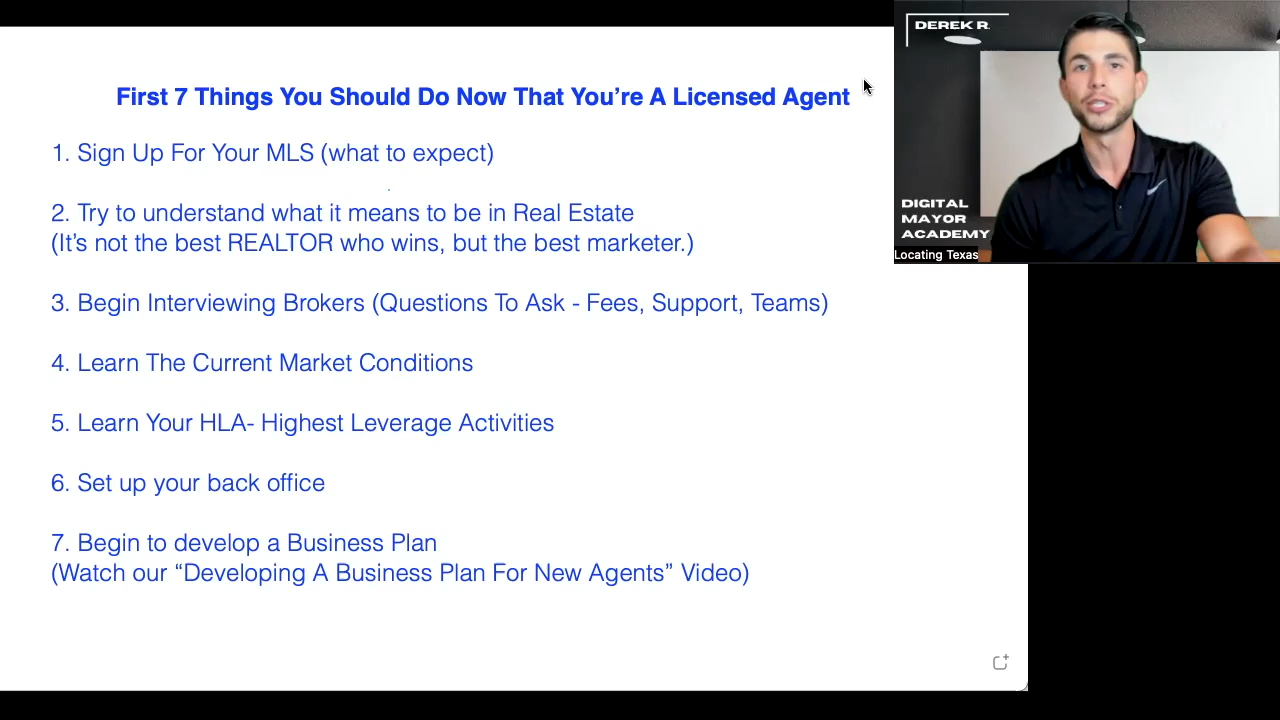 First 7 Things You Should Do Now That You’re A Licensed Agent
1. Sign Up For Your MLS (what to expect)
2. Try to understand what it means to be in Real Estate
(It’s not the best REALTOR who wins, but the best marketer.)
3. Begin Interviewing Brokers (Questions To Ask - Fees, Support, Teams)
4. Learn The Current Market Conditions
5. Learn Your HLA- Highest Leverage Activities
6. Set up your back office
7. Begin to develop a Business Plan
(Watch our “Developing A Business Plan For New Agents” Video)
DEREK R.
DIGITAL
MAYOR
ACADEMY
Locating Texas